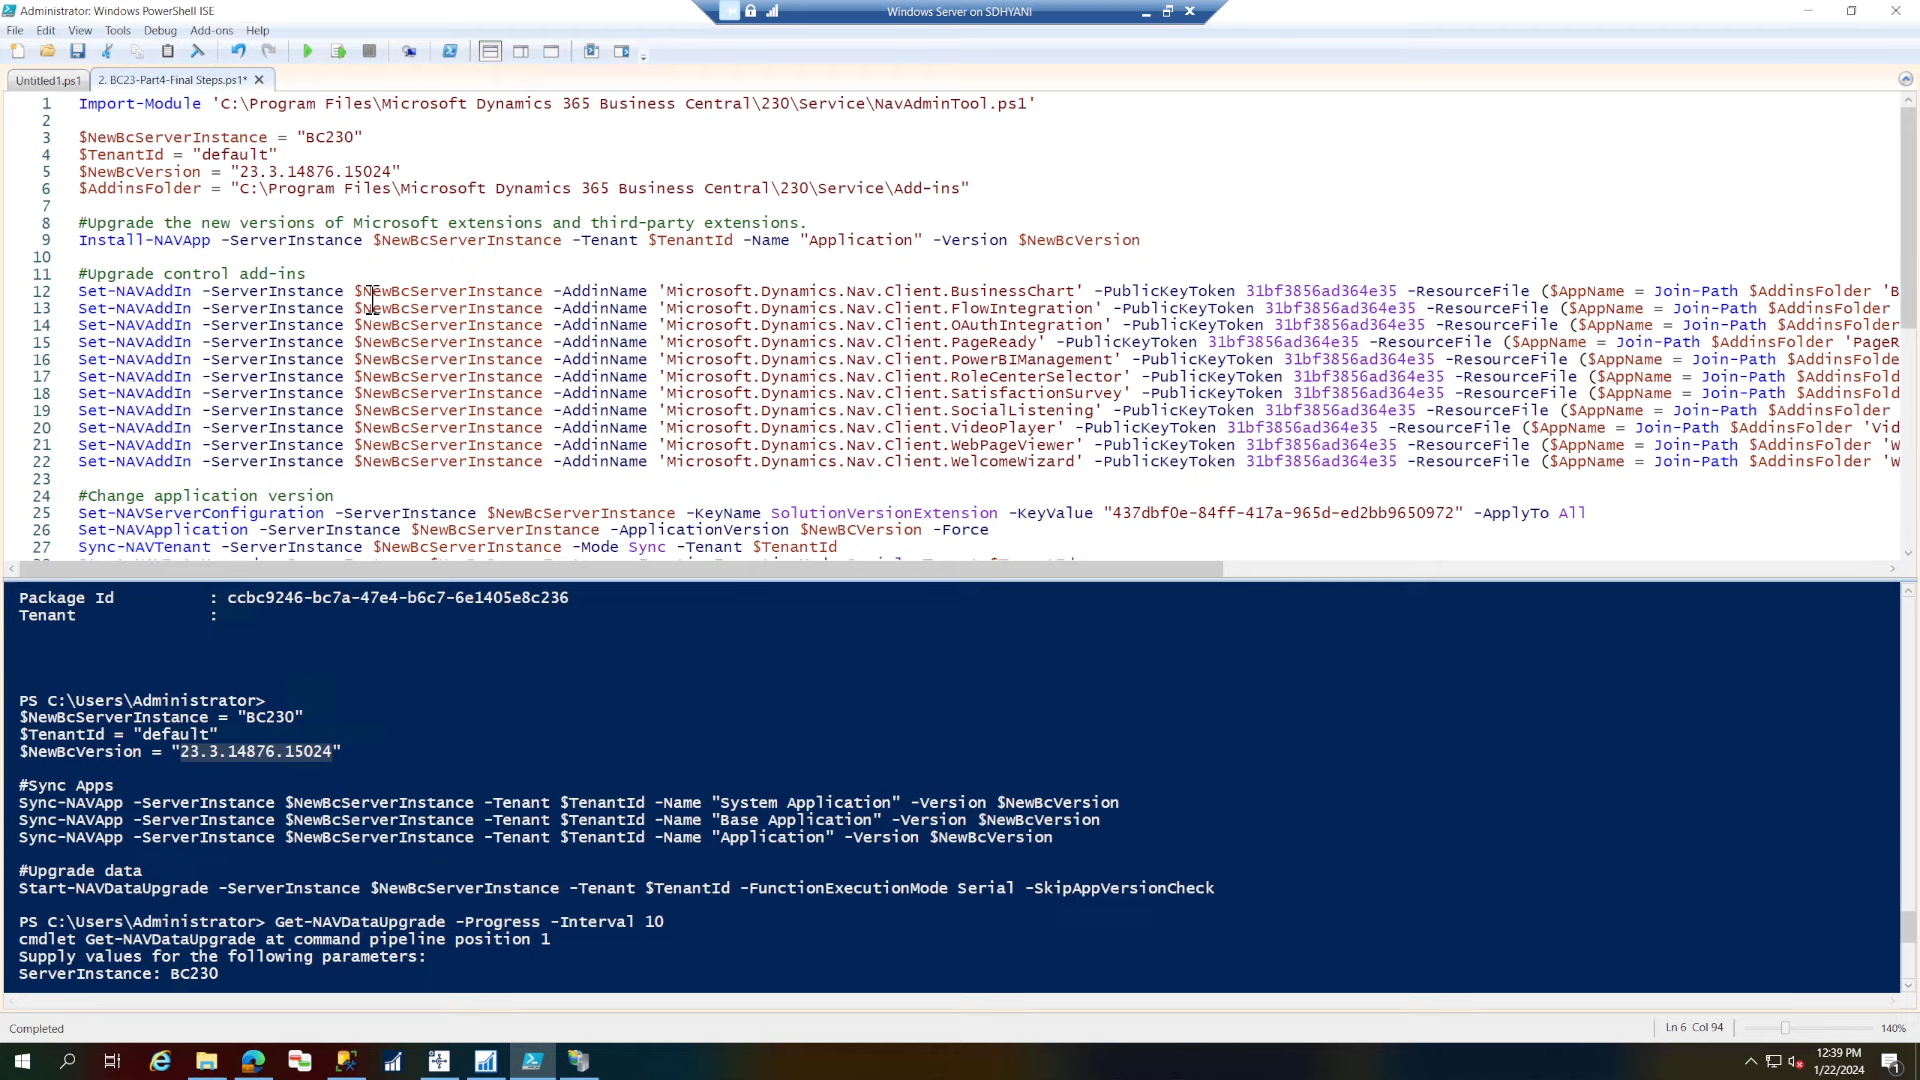 Administrator: Windows PowerShell ISE
Windows Server on SDHYANI
File Edit View Tools Debug Add-ons Help
Untitled1.ps1 2. BC23-Part4-Final Steps.ps1*
1 Import-Module 'C:\Program Files\Microsoft Dynamics 365 Business Central\230\Service\NavAdminTool.ps1'
2
3 $NewBcServerInstance = "BC230"
4 $TenantId = "default"
5 $NewBcVersion = "23.3.14876.15024"
6 $AddinsFolder = "C:\Program Files\Microsoft Dynamics 365 Business Central\230\Service\Add-ins"
7
8 #Upgrade the new versions of Microsoft extensions and third-party extensions.
9 Install-NAVApp -ServerInstance $NewBcServerInstance -Tenant $TenantId -Name "Application" -Version $NewBcVersion
10
11 #Upgrade control add-ins
12 Set-NAVAddIn -ServerInstance $NewBcServerInstance -AddinName 'Microsoft.Dynamics.Nav.Client.BusinessChart' -PublicKeyToken 31bf3856ad364e35 -ResourceFile ($AppName = Join-Path $AddinsFolder 'B
13 Set-NAVAddIn -ServerInstance $NewBcServerInstance -AddinName 'Microsoft.Dynamics.Nav.Client.FlowIntegration' -PublicKeyToken 31bf3856ad364e35 -ResourceFile ($AppName = Join-Path $AddinsFolder
14 Set-NAVAddIn -ServerInstance $NewBcServerInstance -AddinName 'Microsoft.Dynamics.Nav.Client.OAuthIntegration' -PublicKeyToken 31bf3856ad364e35 -ResourceFile ($AppName = Join-Path $AddinsFolder
15 Set-NAVAddIn -ServerInstance $NewBcServerInstance -AddinName 'Microsoft.Dynamics.Nav.Client.PageReady' -PublicKeyToken 31bf3856ad364e35 -ResourceFile ($AppName = Join-Path $AddinsFolder 'PageR
16 Set-NAVAddIn -ServerInstance $NewBcServerInstance -AddinName 'Microsoft.Dynamics.Nav.Client.PowerBIManagement' -PublicKeyToken 31bf3856ad364e35 -ResourceFile ($AppName = Join-Path $AddinsFolde
17 Set-NAVAddIn -ServerInstance $NewBcServerInstance -AddinName 'Microsoft.Dynamics.Nav.Client.RoleCenterSelector' -PublicKeyToken 31bf3856ad364e35 -ResourceFile ($AppName = Join-Path $AddinsFold
18 Set-NAVAddIn -ServerInstance $NewBcServerInstance -AddinName 'Microsoft.Dynamics.Nav.Client.SatisfactionSurvey' -PublicKeyToken 31bf3856ad364e35 -ResourceFile ($AppName = Join-Path $AddinsFold
19 Set-NAVAddIn -ServerInstance $NewBcServerInstance -AddinName 'Microsoft.Dynamics.Nav.Client.SocialListening' -PublicKeyToken 31bf3856ad364e35 -ResourceFile ($AppName = Join-Path $AddinsFolder
20 Set-NAVAddIn -ServerInstance $NewBcServerInstance -AddinName 'Microsoft.Dynamics.Nav.Client.VideoPlayer' -PublicKeyToken 31bf3856ad364e35 -ResourceFile ($AppName = Join-Path $AddinsFolder 'Vid
21 Set-NAVAddIn -ServerInstance $NewBcServerInstance -AddinName 'Microsoft.Dynamics.Nav.Client.WebPageViewer' -PublicKeyToken 31bf3856ad364e35 -ResourceFile ($AppName = Join-Path $AddinsFolder 'W
22 Set-NAVAddIn -ServerInstance $NewBcServerInstance -AddinName 'Microsoft.Dynamics.Nav.Client.WelcomeWizard' -PublicKeyToken 31bf3856ad364e35 -ResourceFile ($AppName = Join-Path $AddinsFolder 'W
23
24 #Change application version
25 Set-NAVServerConfiguration -ServerInstance $NewBcServerInstance -KeyName SolutionVersionExtension -KeyValue "437dbf0e-84ff-417a-965d-ed2bb9650972" -ApplyTo All
26 Set-NAVApplication -ServerInstance $NewBcServerInstance -ApplicationVersion $NewBCVersion -Force
27 Sync-NAVTenant -ServerInstance $NewBcServerInstance -Mode Sync -Tenant $TenantId
Package Id : ccbc9246-bc7a-47e4-b6c7-6e1405e8c236
Tenant :
PS C:\Users\Administrator>
$NewBcServerInstance = "BC230"
$TenantId = "default"
$NewBcVersion = "23.3.14876.15024"
#Sync Apps
Sync-NAVApp -ServerInstance $NewBcServerInstance -Tenant $TenantId -Name "System Application" -Version $NewBcVersion
Sync-NAVApp -ServerInstance $NewBcServerInstance -Tenant $TenantId -Name "Base Application" -Version $NewBcVersion
Sync-NAVApp -ServerInstance $NewBcServerInstance -Tenant $TenantId -Name "Application" -Version $NewBcVersion
#Upgrade data
Start-NAVDataUpgrade -ServerInstance $NewBcServerInstance -Tenant $TenantId -FunctionExecutionMode Serial -SkipAppVersionCheck
PS C:\Users\Administrator> Get-NAVDataUpgrade -Progress -Interval 10
cmdlet Get-NAVDataUpgrade at command pipeline position 1
Supply values for the following parameters:
ServerInstance: BC230
Completed
Ln 6 Col 94
140%
12:39 PM
1/22/2024
1